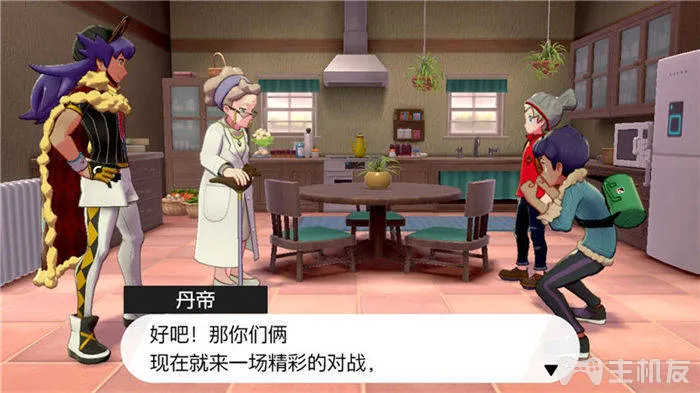 丹帝
好吧！那你们俩
现在就来一场精彩的对战，
主机友